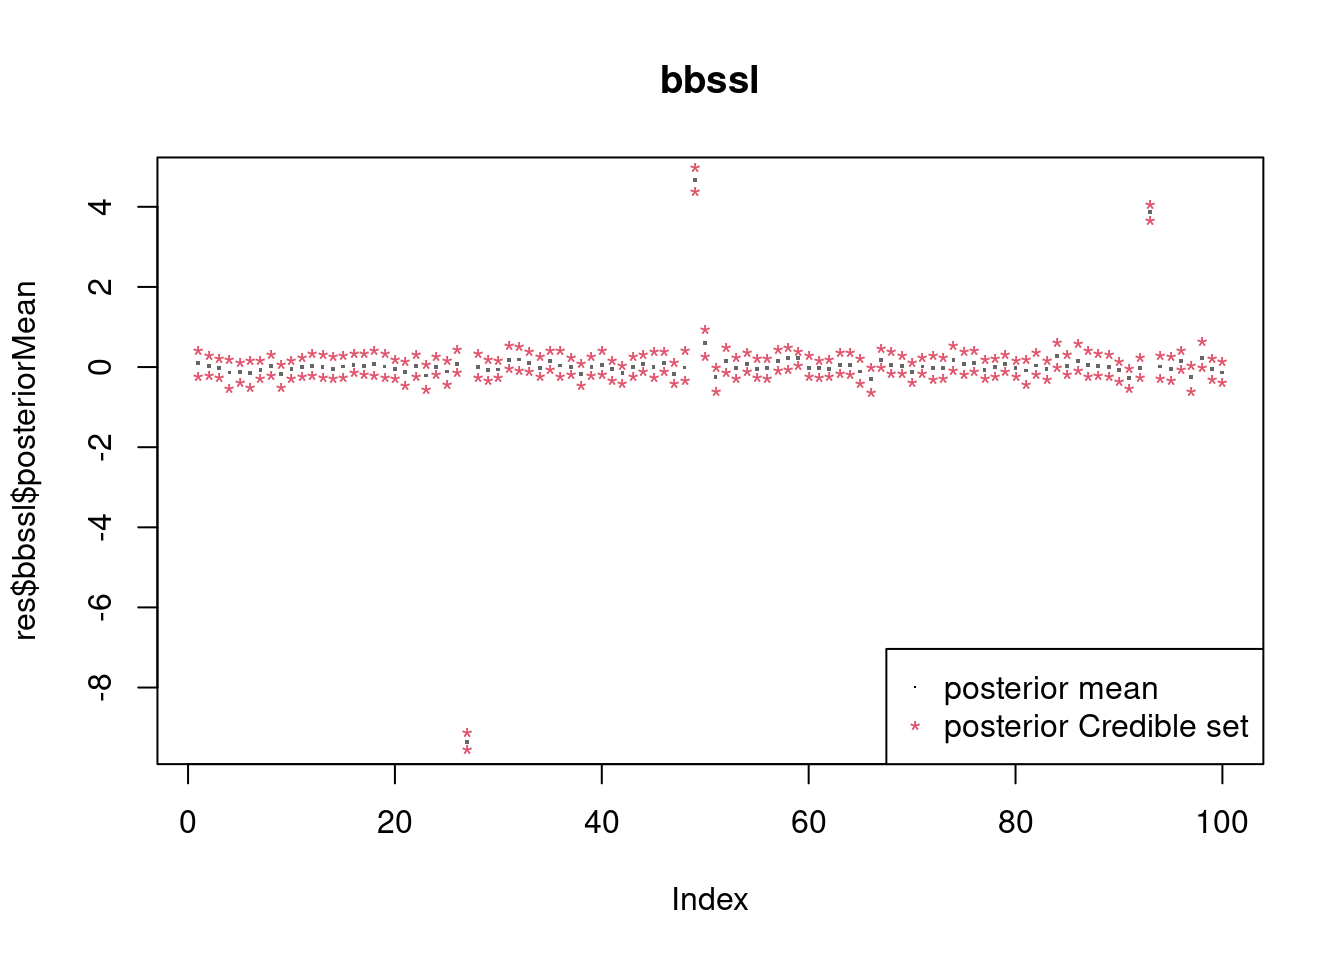 bbssl
res$bbssl$posteriorMean
4
2
0
-2
-4
-6
-8
posterior mean
posterior Credible set
0 20 40 60 80 100
Index